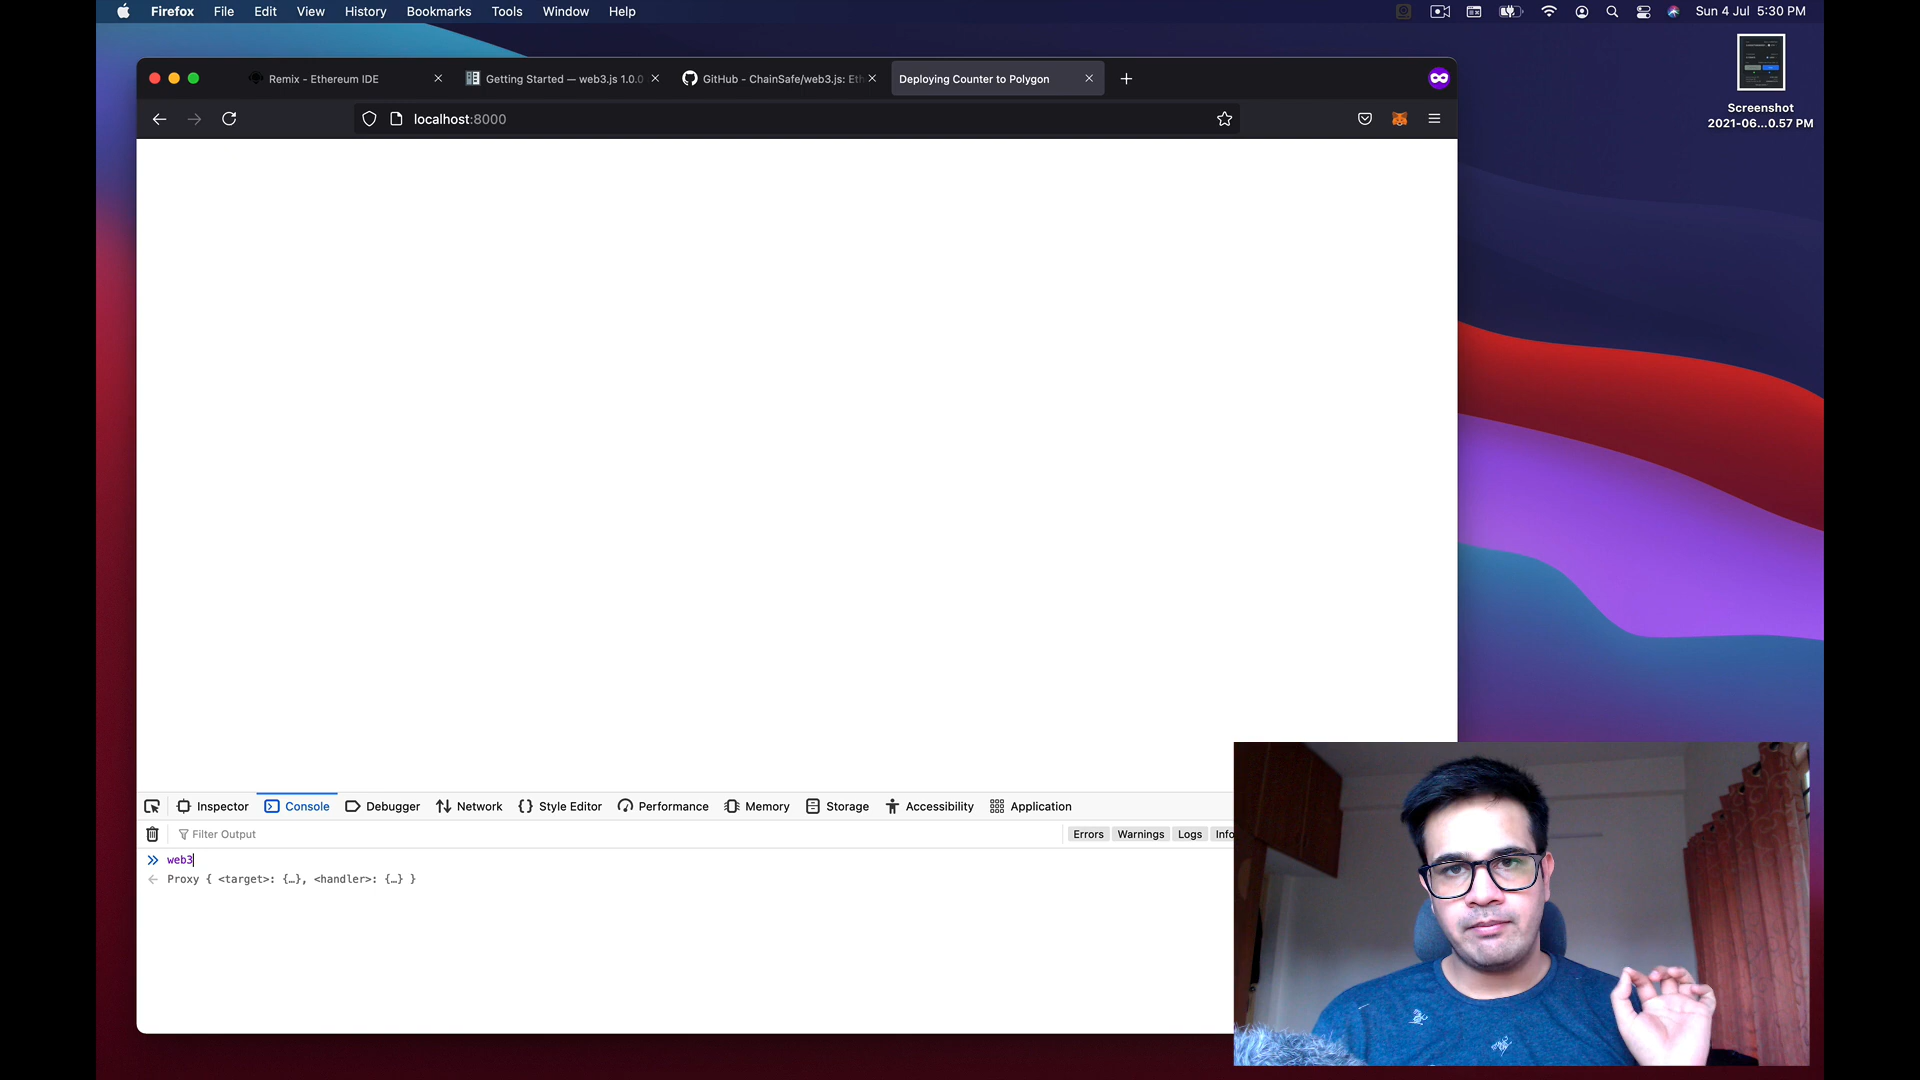 Firefox File Edit View History Bookmarks Tools Window Help Sun 4 Jul 5:30 PM
Remix - Ethereum IDE
Getting Started — web3.js 1.0.0
GitHub - ChainSafe/web3.js: Eth
Deploying Counter to Polygon
localhost:8000
Screenshot
2021-06...0.57 PM
Inspector Console Debugger Network Style Editor Performance Memory Storage Accessibility Application
Filter Output Errors Warnings Logs Info
web3
Proxy { <target>: {…}, <handler>: {…} }